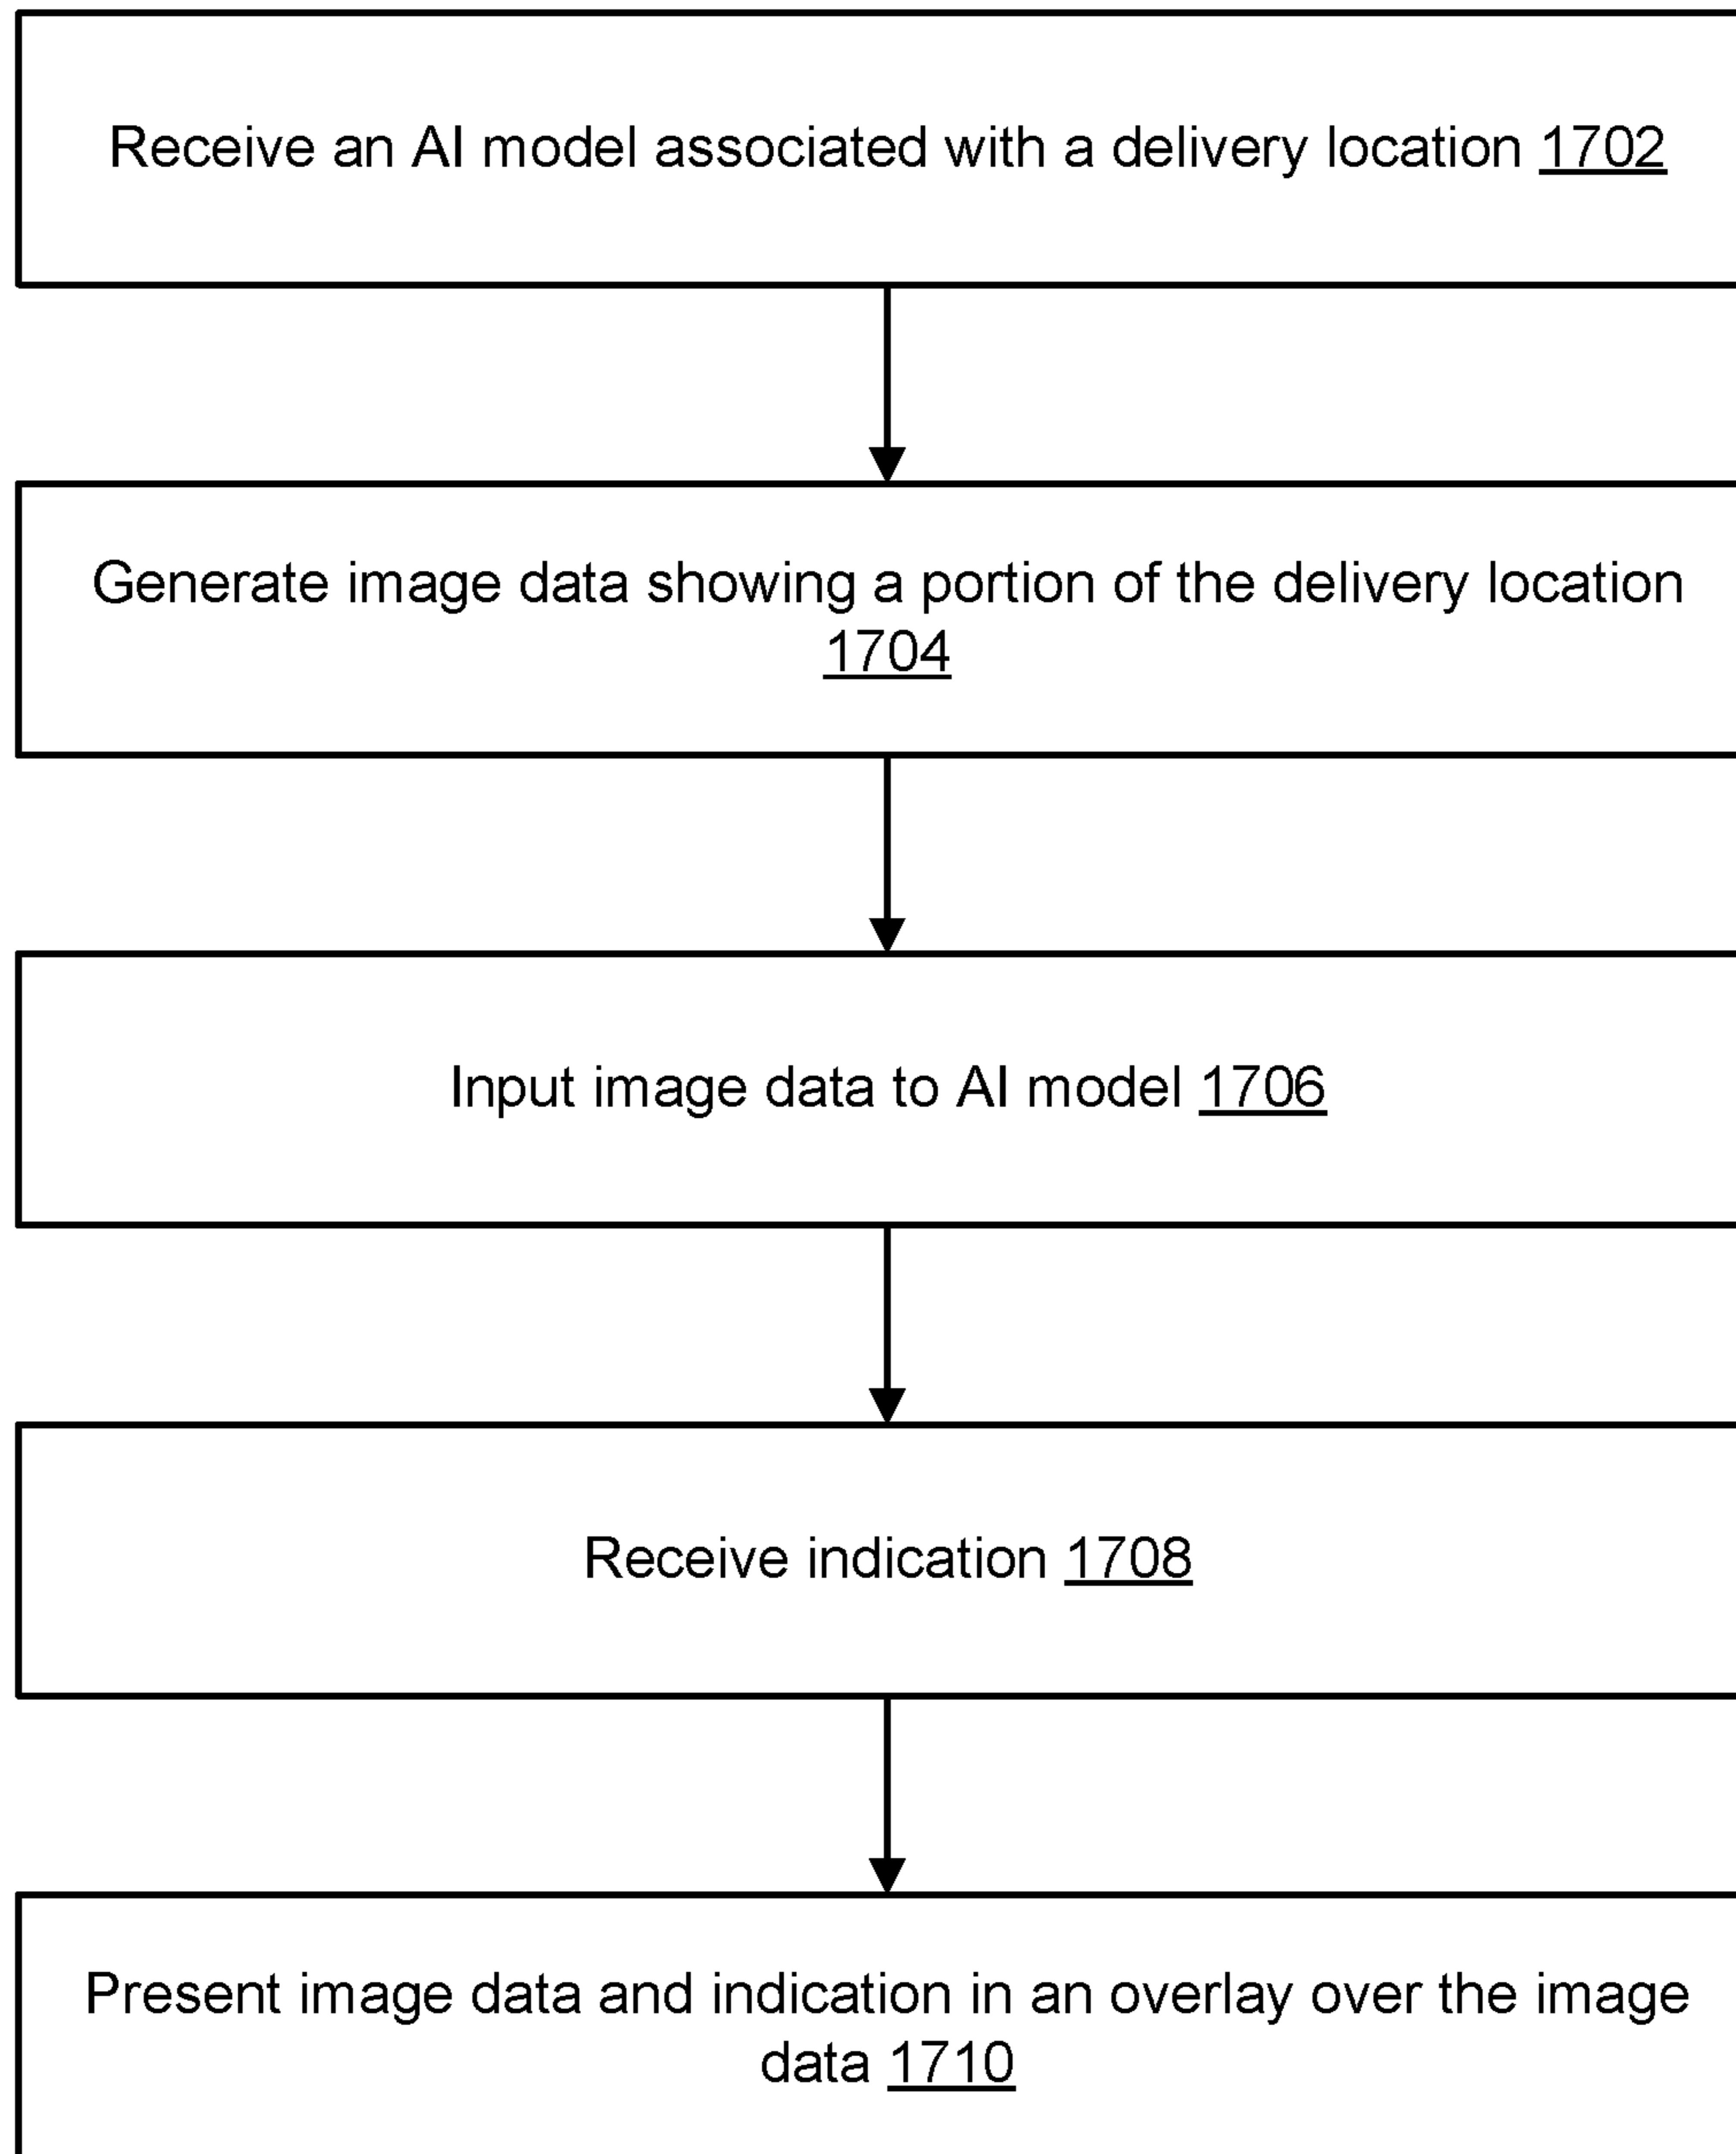 Receive an AI model associated with a delivery location 1702
Generate image data showing a portion of the delivery location
1704
Input image data to AI model 1706
Receive indication 1708
Present image data and indication in an overlay over the image
data 1710